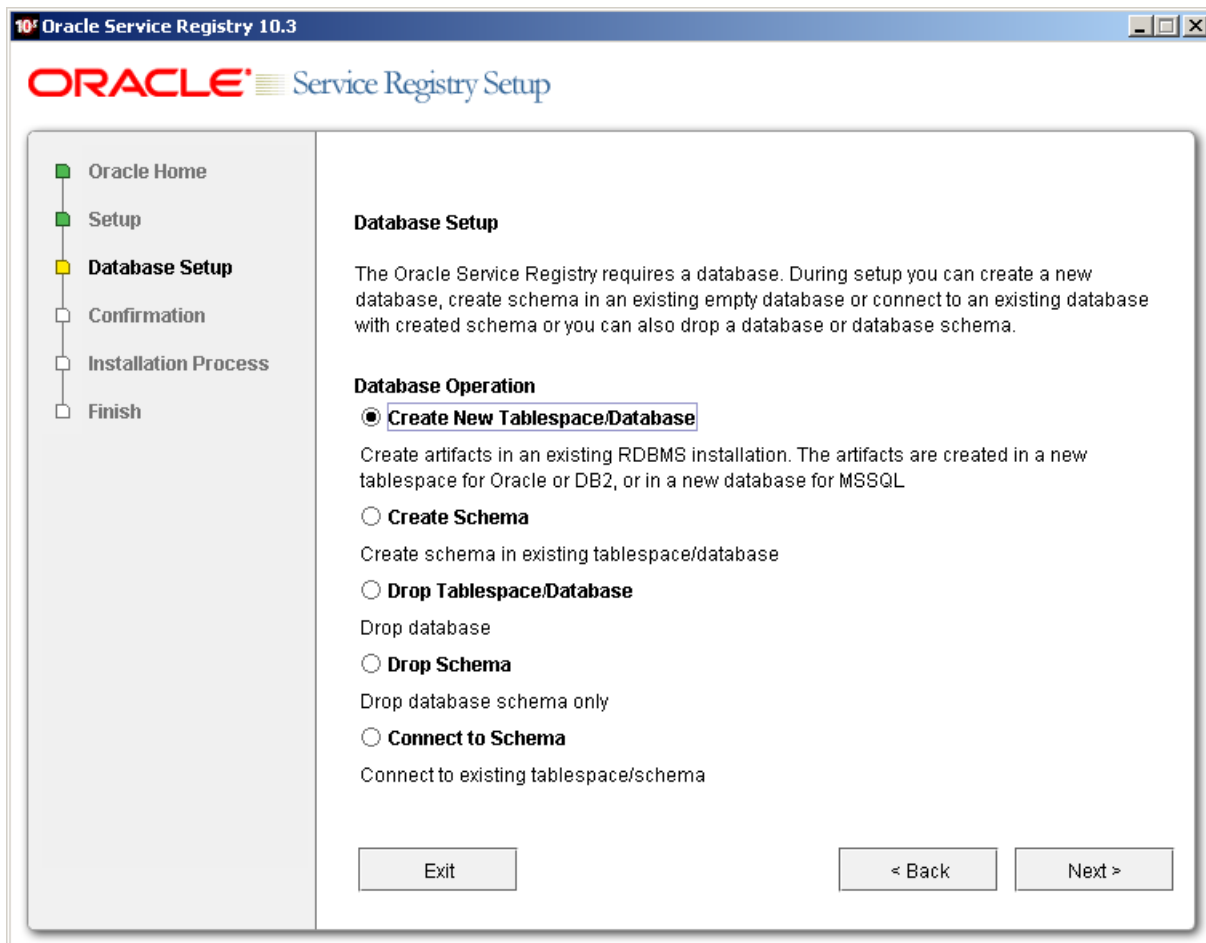 Oracle Service Registry 10.3
ORACLE Service Registry Setup
Oracle Home
Setup
Database Setup
Confirmation
Installation Process
Finish
Database Setup
The Oracle Service Registry requires a database. During setup you can create a new
database, create schema in an existing empty database or connect to an existing database
with created schema or you can also drop a database or database schema.
Database Operation
Create New Tablespace/Database
Create artifacts in an existing RDBMS installation. The artifacts are created in a new
tablespace for Oracle or DB2, or in a new database for MSSQL
Create Schema
Create schema in existing tablespace/database
Drop Tablespace/Database
Drop database
Drop Schema
Drop database schema only
Connect to Schema
Connect to existing tablespace/schema
Exit
< Back
Next >